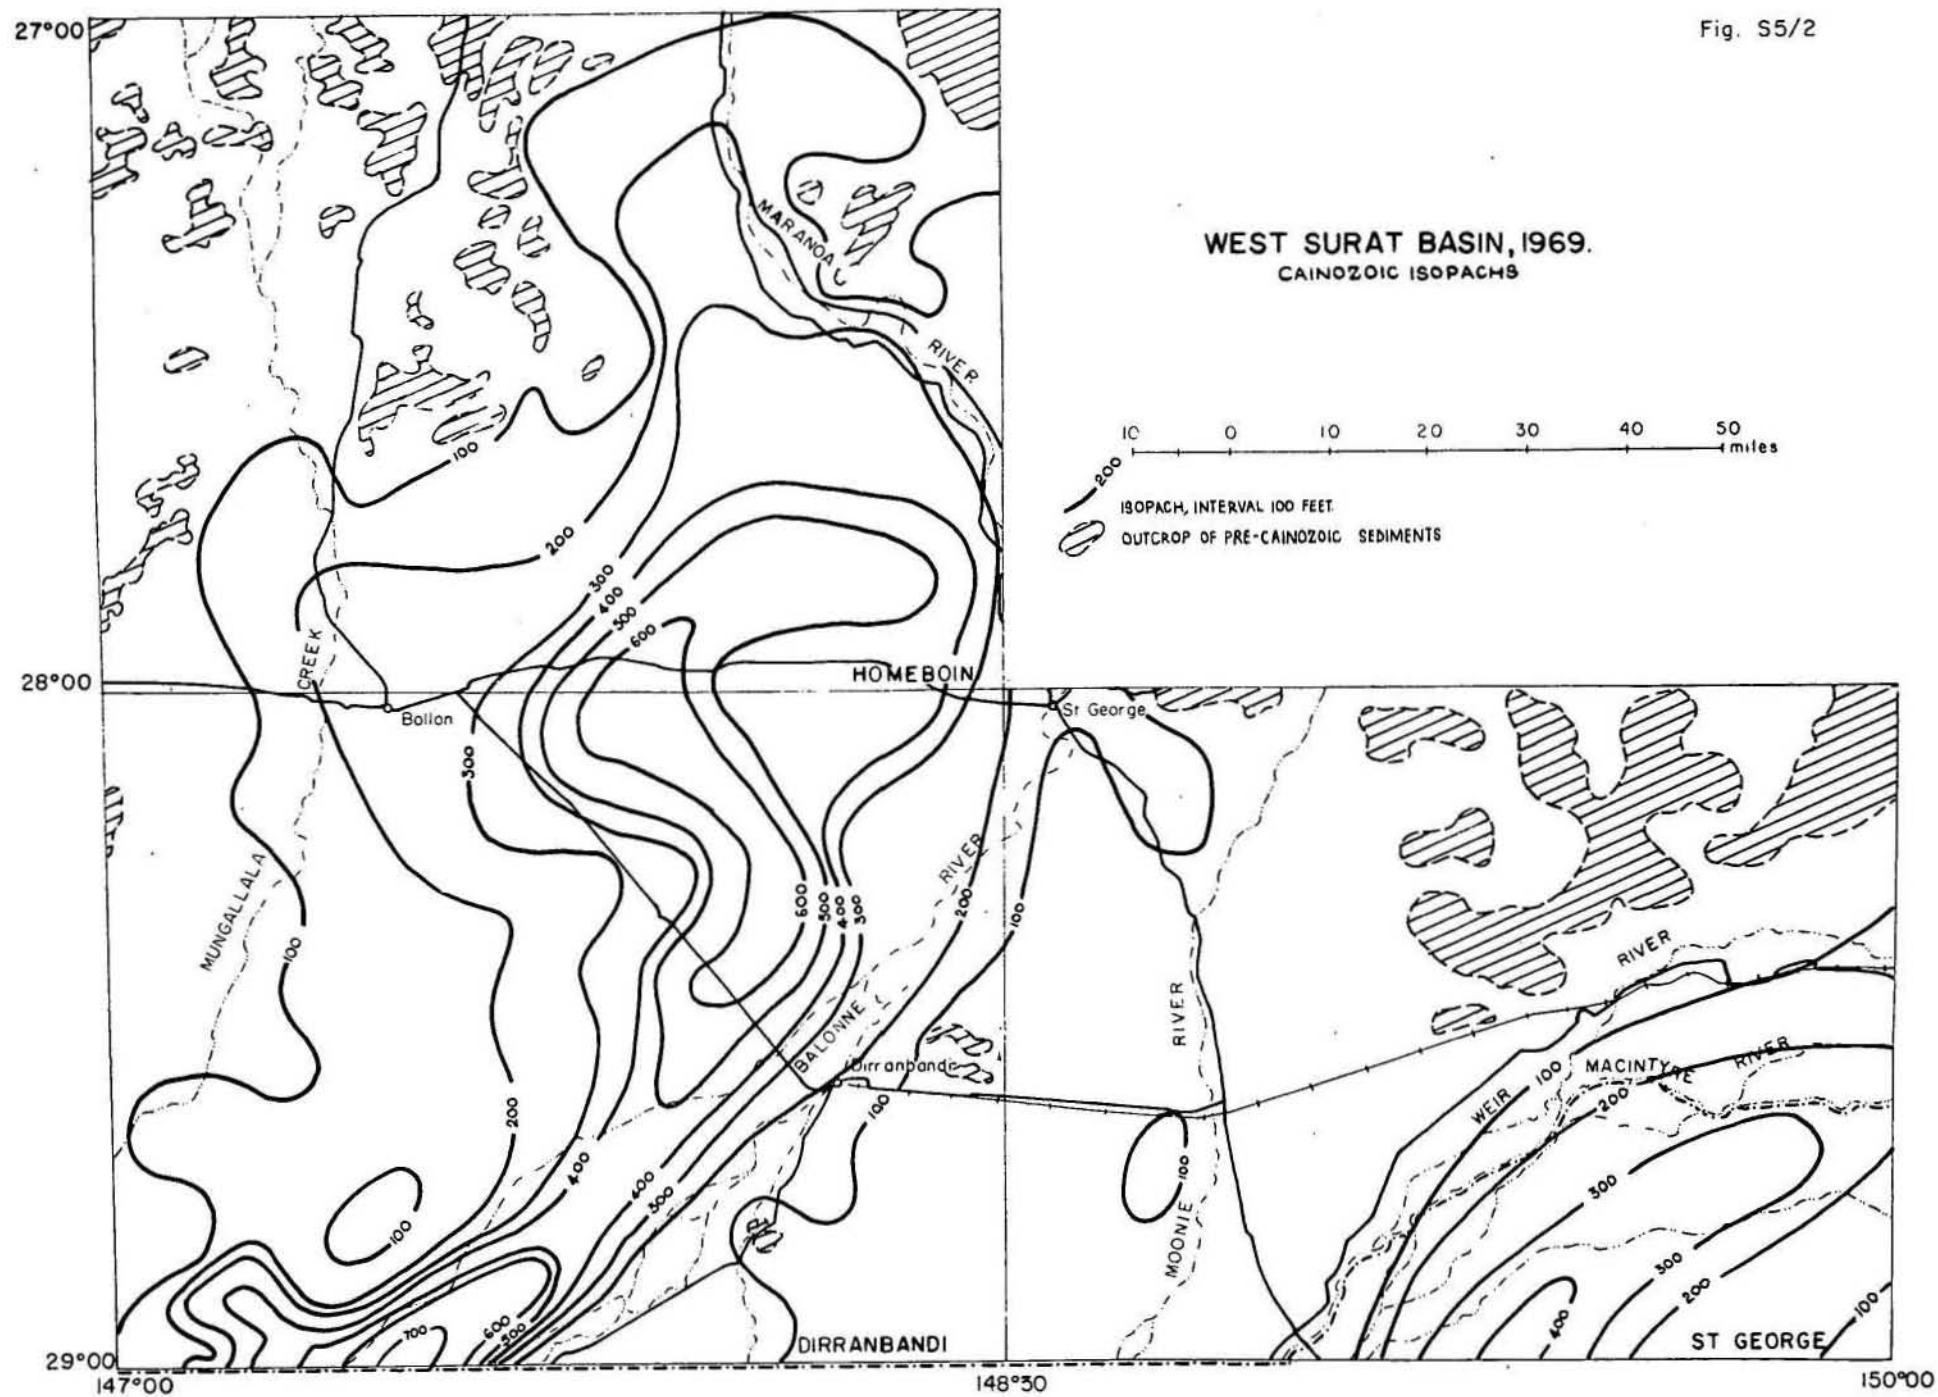 Fig. S5/2
27°00
WEST SURAT BASIN, 1969.
CAINOZOIC ISOPACHS
MARANOA
RIVER
10 0 10 20 30 40 50
miles
200
ISOPACH, INTERVAL 100 FEET
OUTCROP OF PRE-CAINOZOIC SEDIMENTS
100
200
300
400
500
600
CREEK
HOMEBOIN
28°00
Bollon
St George
300
MUNGALLALA
100
RIVER
600
500
400
300
200
100
RIVER
RIVER
BALONNE
Dirranbandi
100
WEIR
100
MACINTYRE
RIVER
200
200
400
400
300
100
MOONIE
300
100
300
200
100
700
600
500
400
DIRRANBANDI
ST GEORGE
29°00
147°00
148°30
150°00